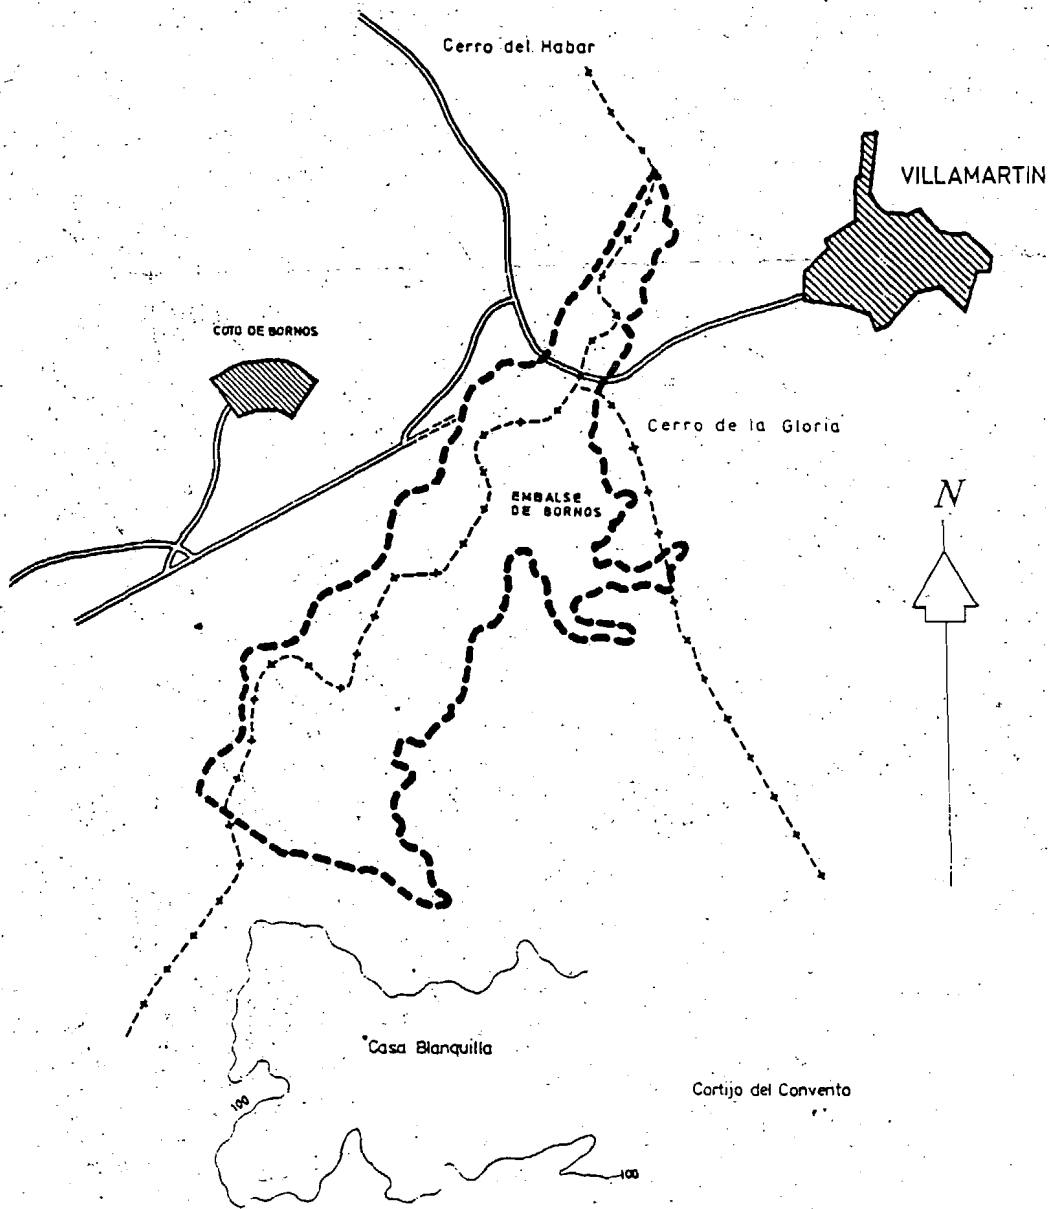 Cerro del Habar
VILLAMARTIN
COTO DE BORNOS
Cerro de la Gloria
EMBALSE
DE BORNOS
N
Casa Blanquilla
Cortijo del Convento
100
100